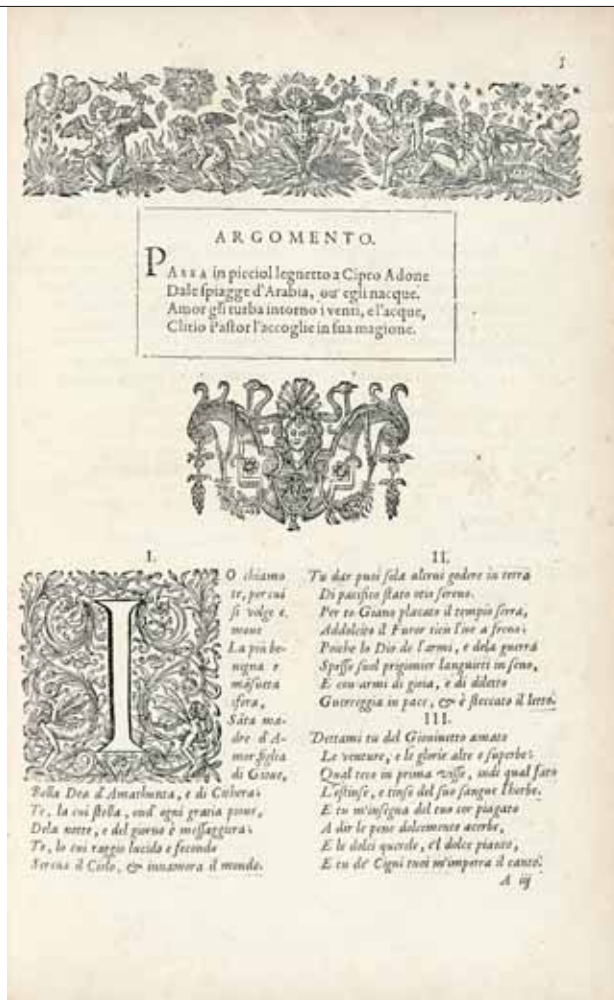 1
ARGOMENTO.
PASSA in picciol legnetto a Cipro Adone
Dale spiagge d'Arabia, ou' egli nacque.
Amor gli turba intorno i venti, e l'acque,
Clitio Pastor l'accoglie in sua magione.
I.
IO chiamo
te, per cui
si volge e
moue
La più be-
nigna e
māsueta
sfera,
Sāta ma-
dre d'A-
mor figlia
di Gioue,
Bella Dea d'Amathunta, e di Cithera;
Te, la cui stella, ond' ogni gratia pioue,
Dela notte, e del giorno è messaggiera;
Te, lo cui raggio lucido e fecondo
Serena il Cielo, & innamora il mondo.
II.
Tu dar puoi sola altrui godere in terra
Di pacifico stato otio sereno.
Per te Giano placato il tempio serra,
Addolcito il Furor tien l'ire a freno;
Poiche lo Dio de l'armi, e dela guerra
Spesso suol prigionier languirti in seno,
E con armi di gioia, e di diletto
Guerreggia in pace, & è steccato il letto.
III.
Dettami tu del Giouinetto amato
Le venture, e le glorie alte e superbe;
Qual teco in prima visse, indi qual fato
L'estinse, e tinse del suo sangue l'herbe.
E tu m'insegna del tuo cor piagato
A dir le pene dolcemente acerbe,
E le dolci querele, e'l dolce pianto,
E tu de' Cigni tuoi m'impetra il canto.
A iij